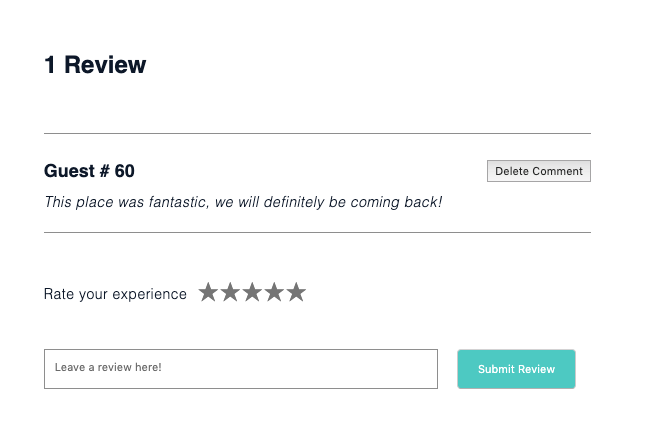 1 Review
Guest # 60
Delete Comment
This place was fantastic, we will definitely be coming back!
Rate your experience
Leave a review here!
Submit Review